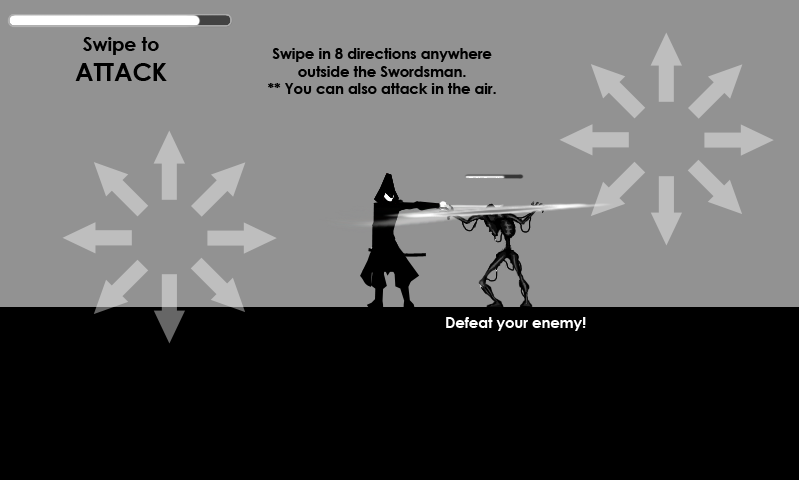 Swipe to
ATTACK
Swipe in 8 directions anywhere
outside the Swordsman.
** You can also attack in the air.
Defeat your enemy!